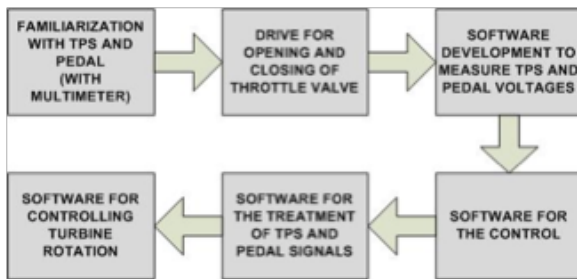 FAMILIARIZATION
WITH TPS AND
PEDAL
(WITH
MULTIMETER)
DRIVE FOR
OPENING AND
CLOSING OF
THROTTLE VALVE
SOFTWARE
DEVELOPMENT TO
MEASURE TPS AND
PEDAL VOLTAGES
SOFTWARE FOR
THE CONTROL
SOFTWARE FOR
THE TREATMENT
OF TPS AND
PEDAL SIGNALS
SOFTWARE FOR
CONTROLLING
TURBINE
ROTATION